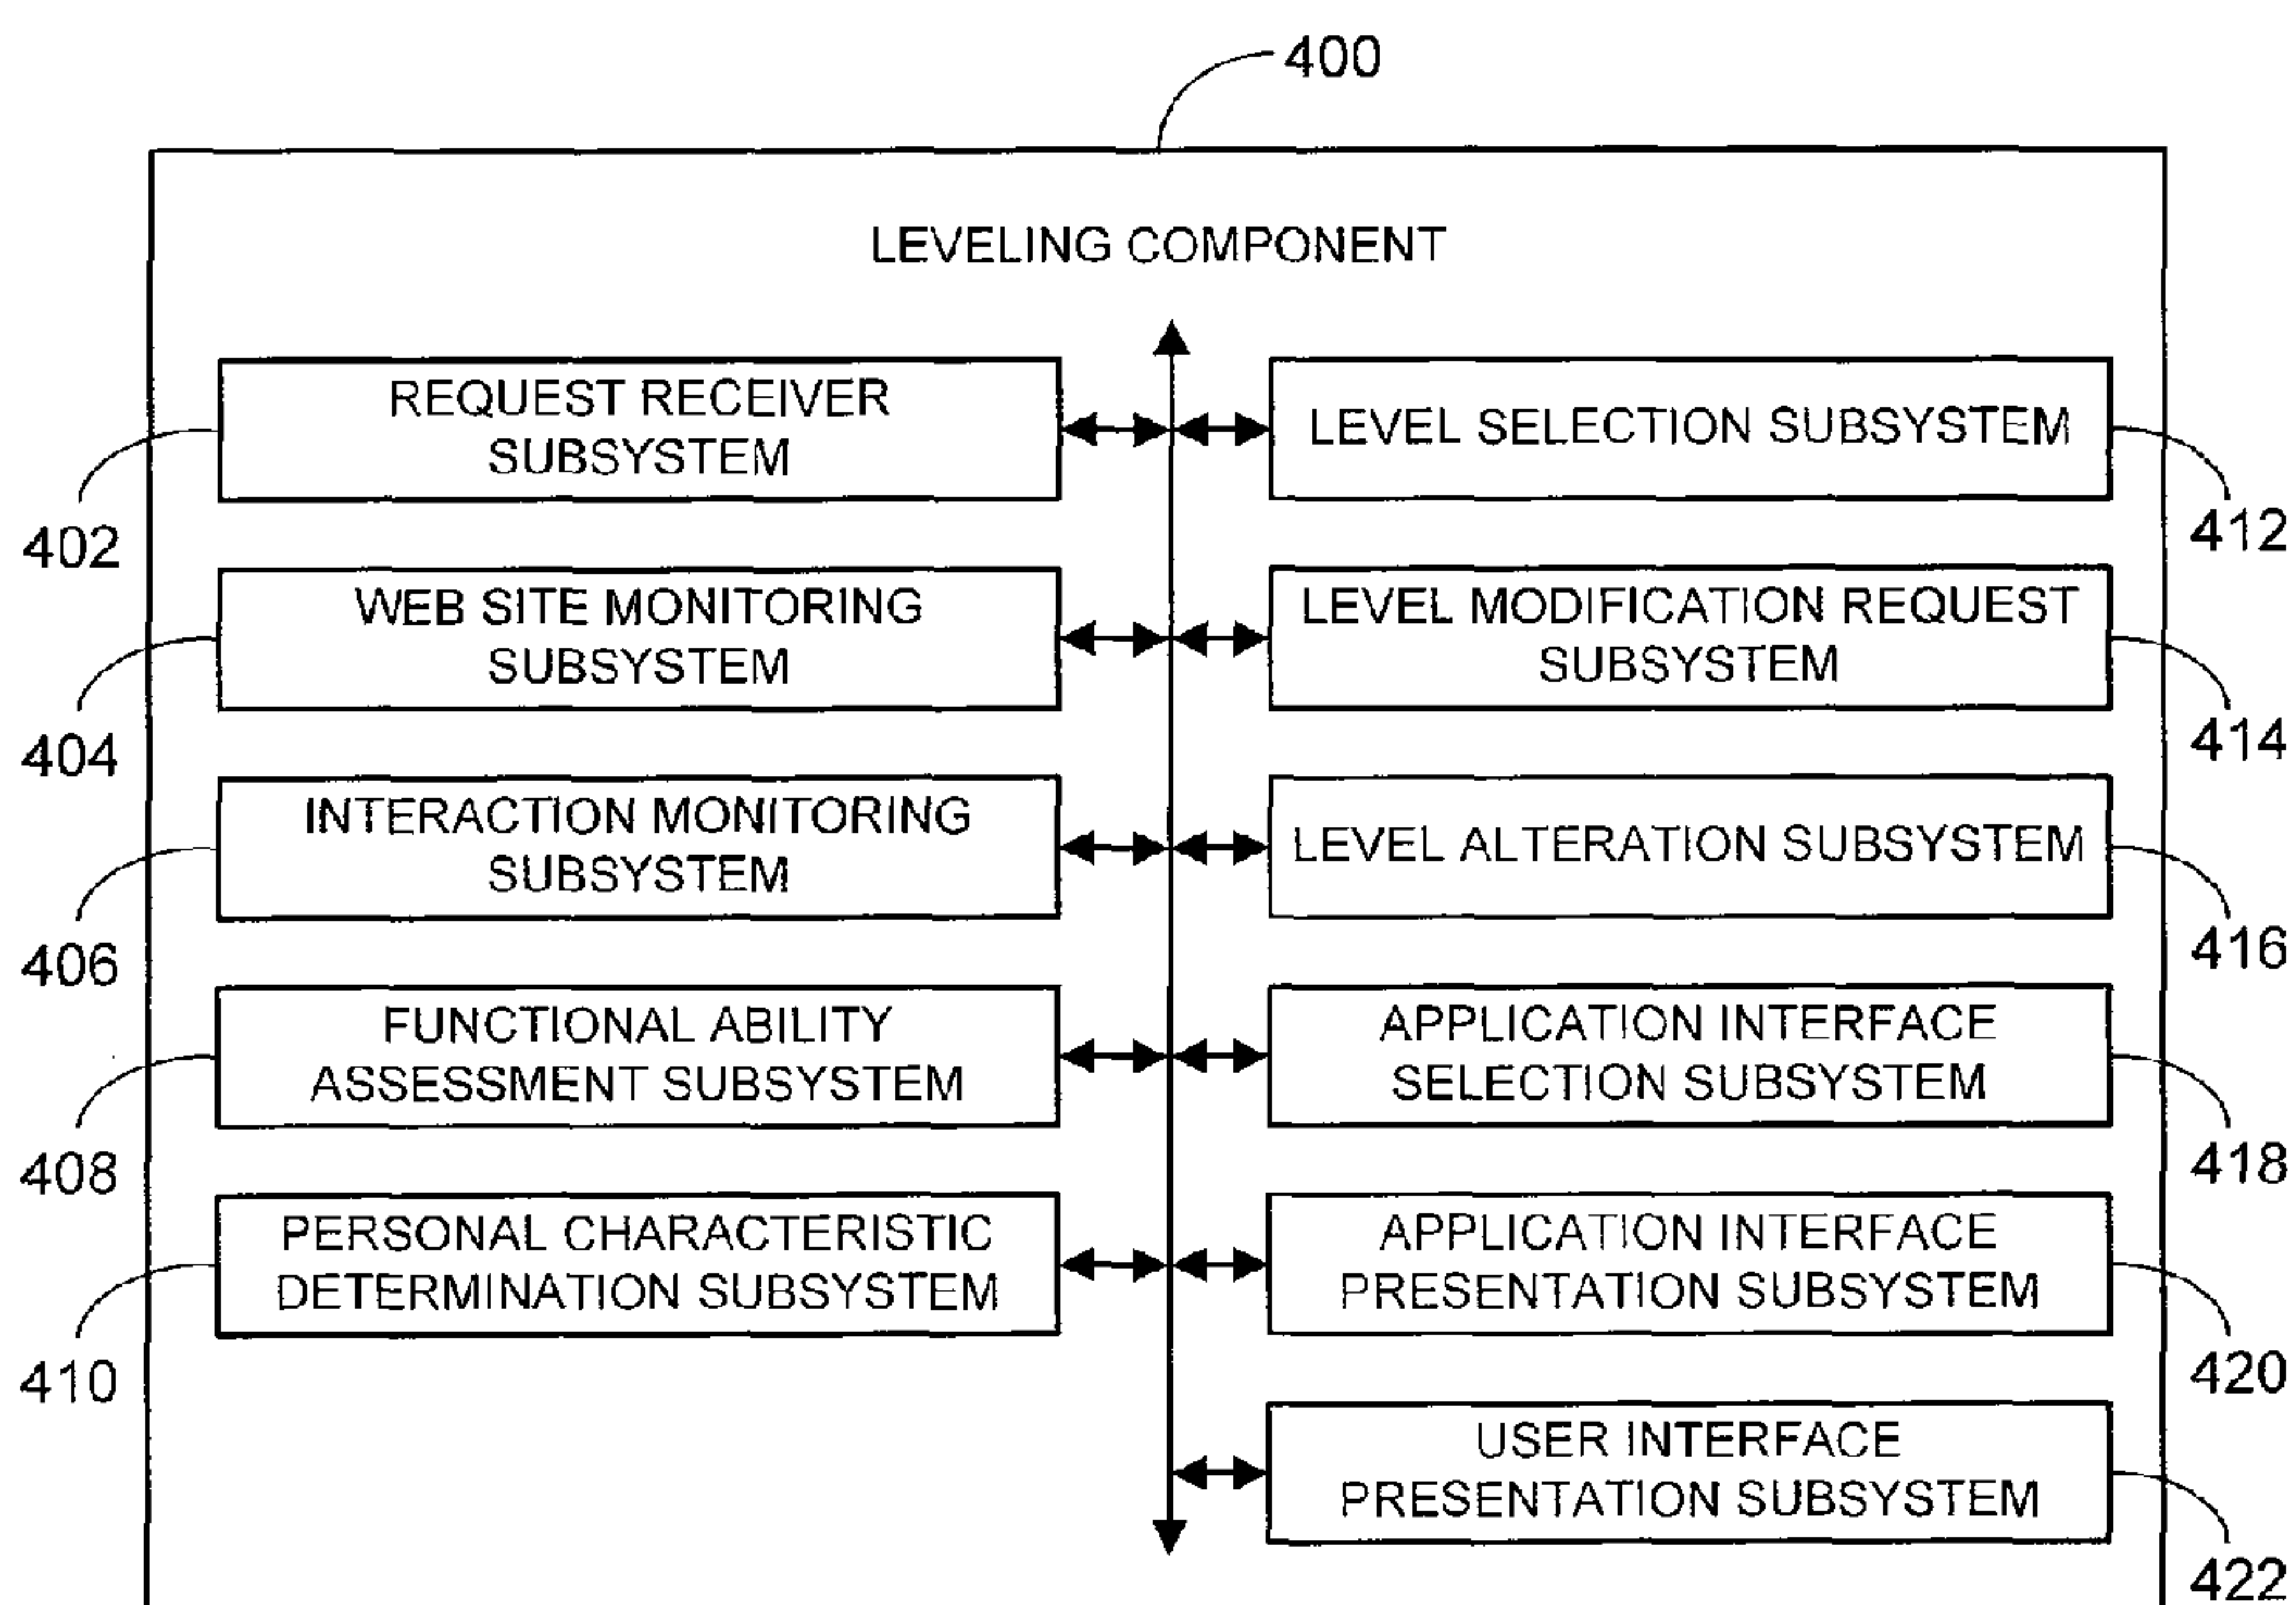 400
LEVELING COMPONENT
REQUEST RECEIVER
SUBSYSTEM
402
WEB SITE MONITORING
SUBSYSTEM
404
INTERACTION MONITORING
SUBSYSTEM
406
FUNCTIONAL ABILITY
ASSESSMENT SUBSYSTEM
408
PERSONAL CHARACTERISTIC
DETERMINATION SUBSYSTEM
410
LEVEL SELECTION SUBSYSTEM
412
LEVEL MODIFICATION REQUEST
SUBSYSTEM
414
LEVEL ALTERATION SUBSYSTEM
416
APPLICATION INTERFACE
SELECTION SUBSYSTEM
418
APPLICATION INTERFACE
PRESENTATION SUBSYSTEM
420
USER INTERFACE
PRESENTATION SUBSYSTEM
422